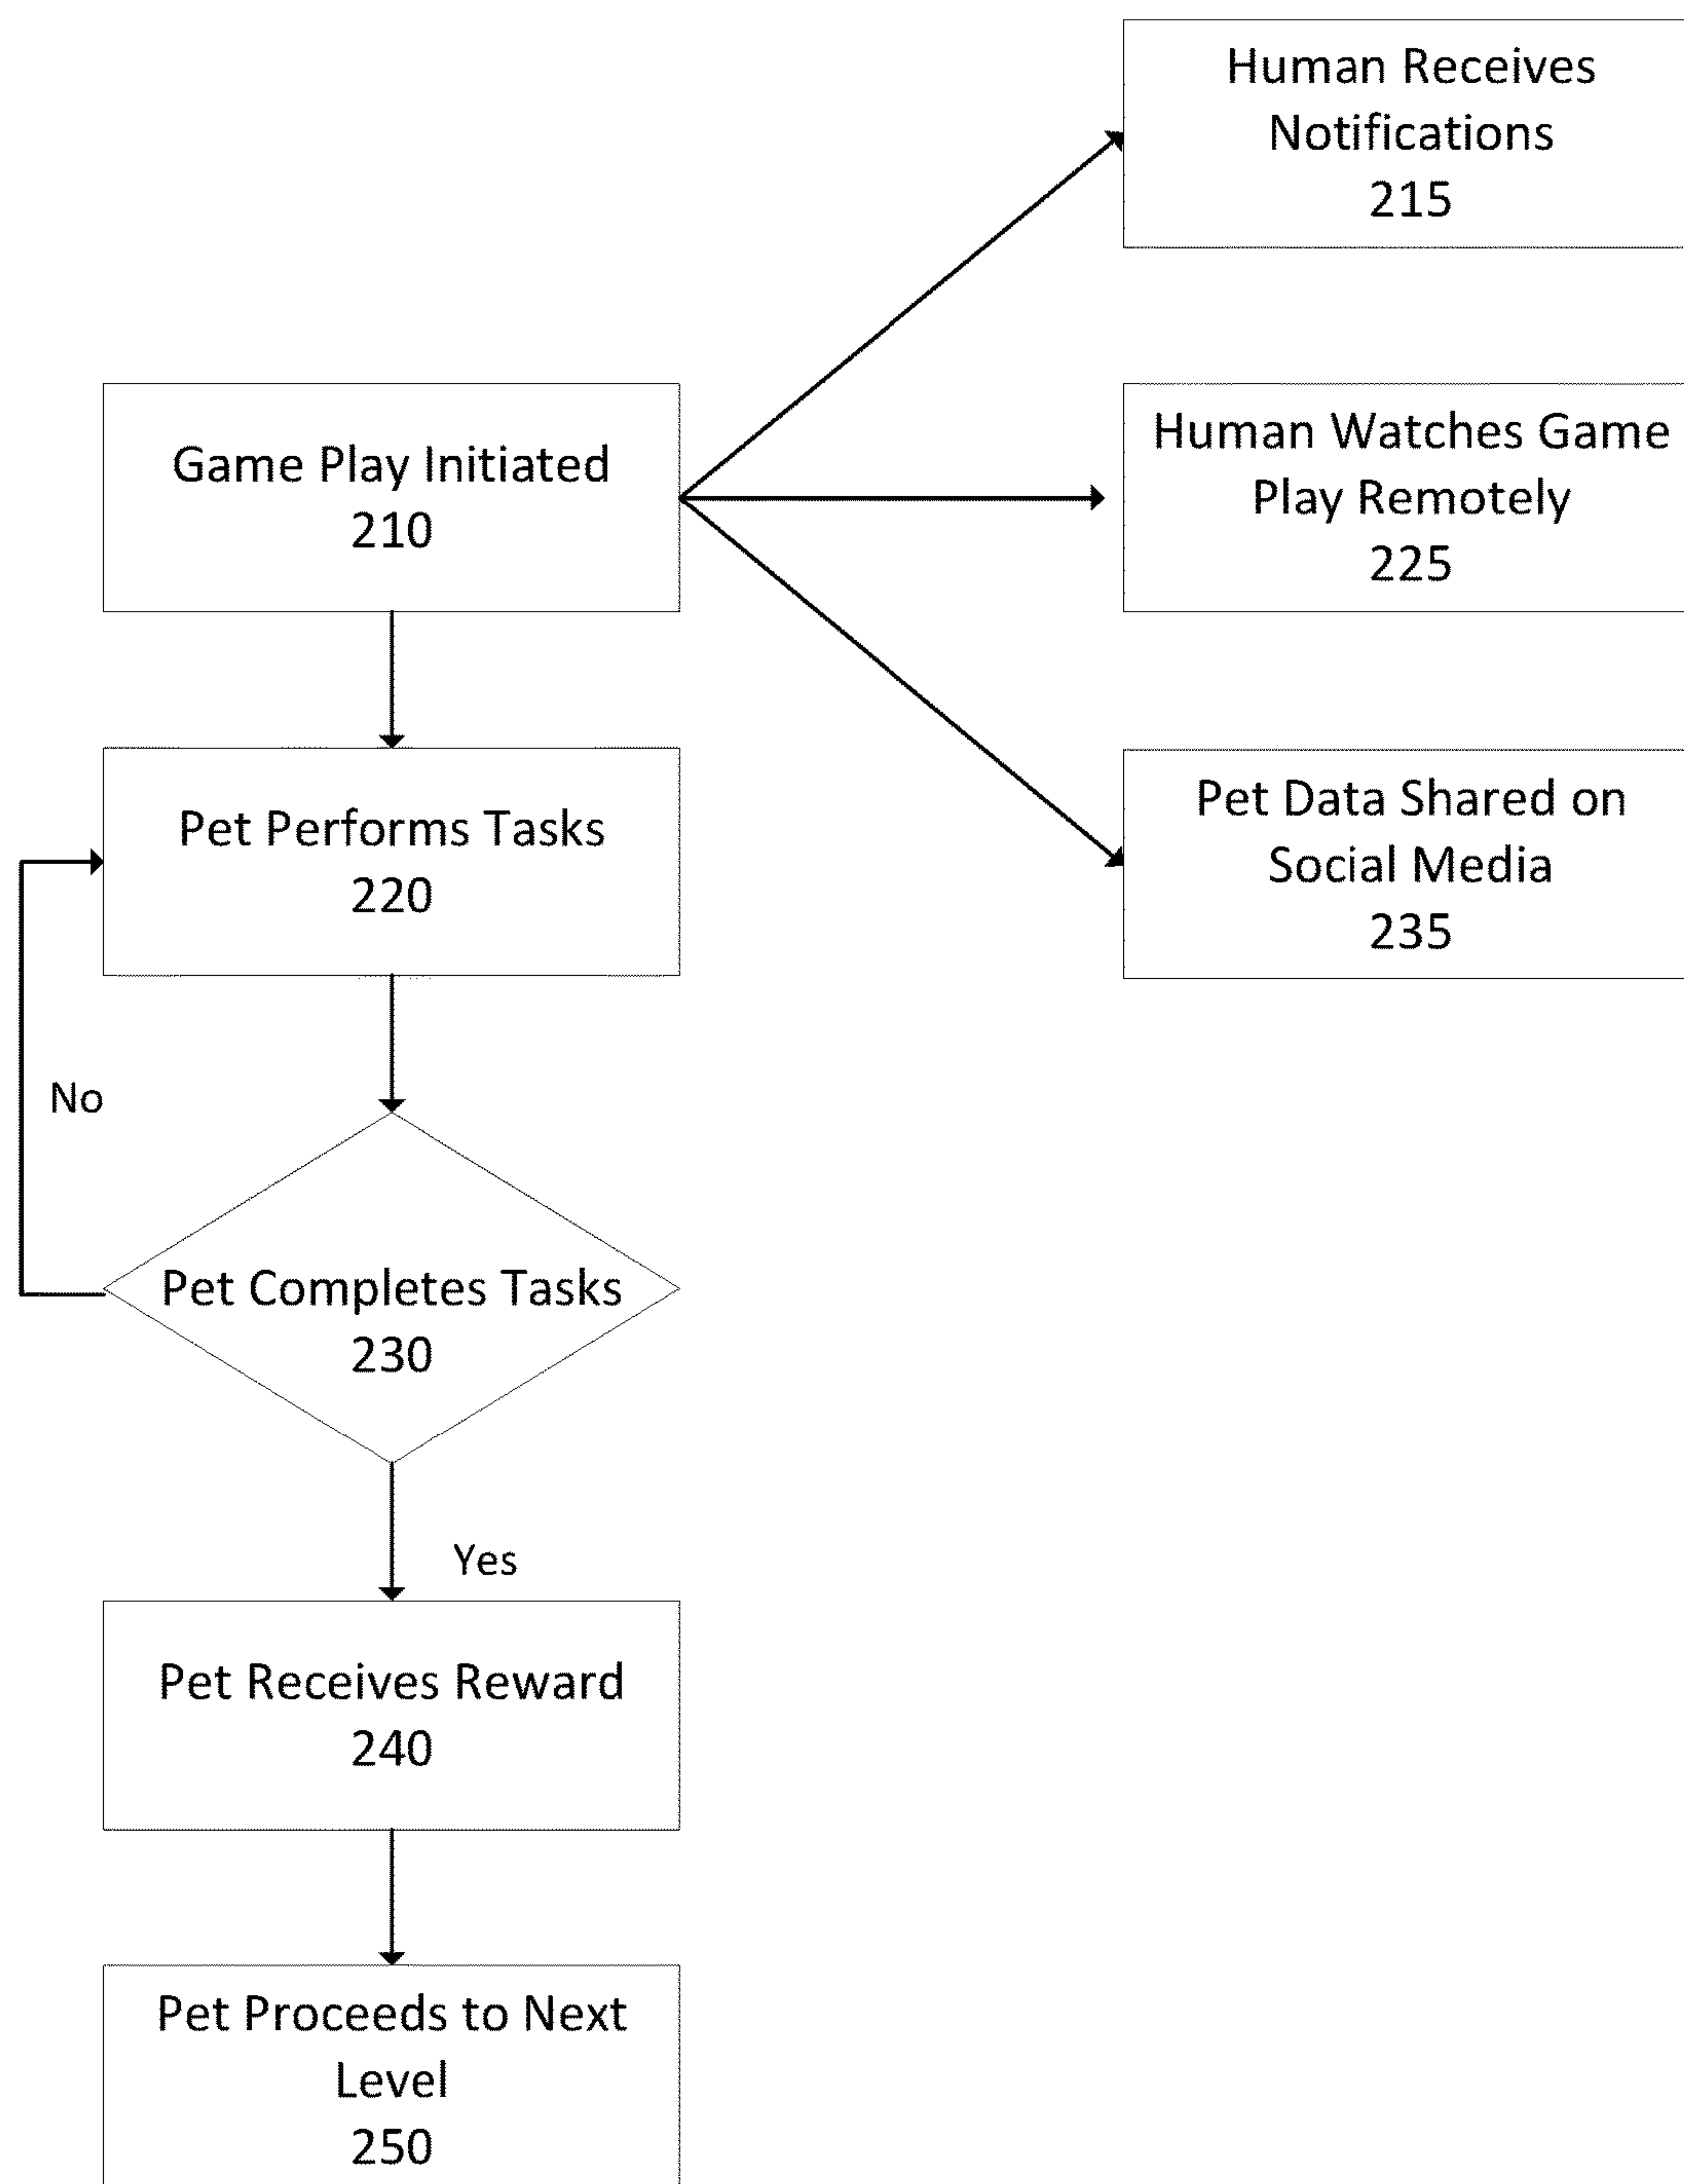 Human Receives
Notifications
215
Game Play Initiated
210
Human Watches Game
Play Remotely
225
Pet Performs Tasks
220
Pet Data Shared on
Social Media
235
No
Pet Completes Tasks
230
Yes
Pet Receives Reward
240
Pet Proceeds to Next
Level
250